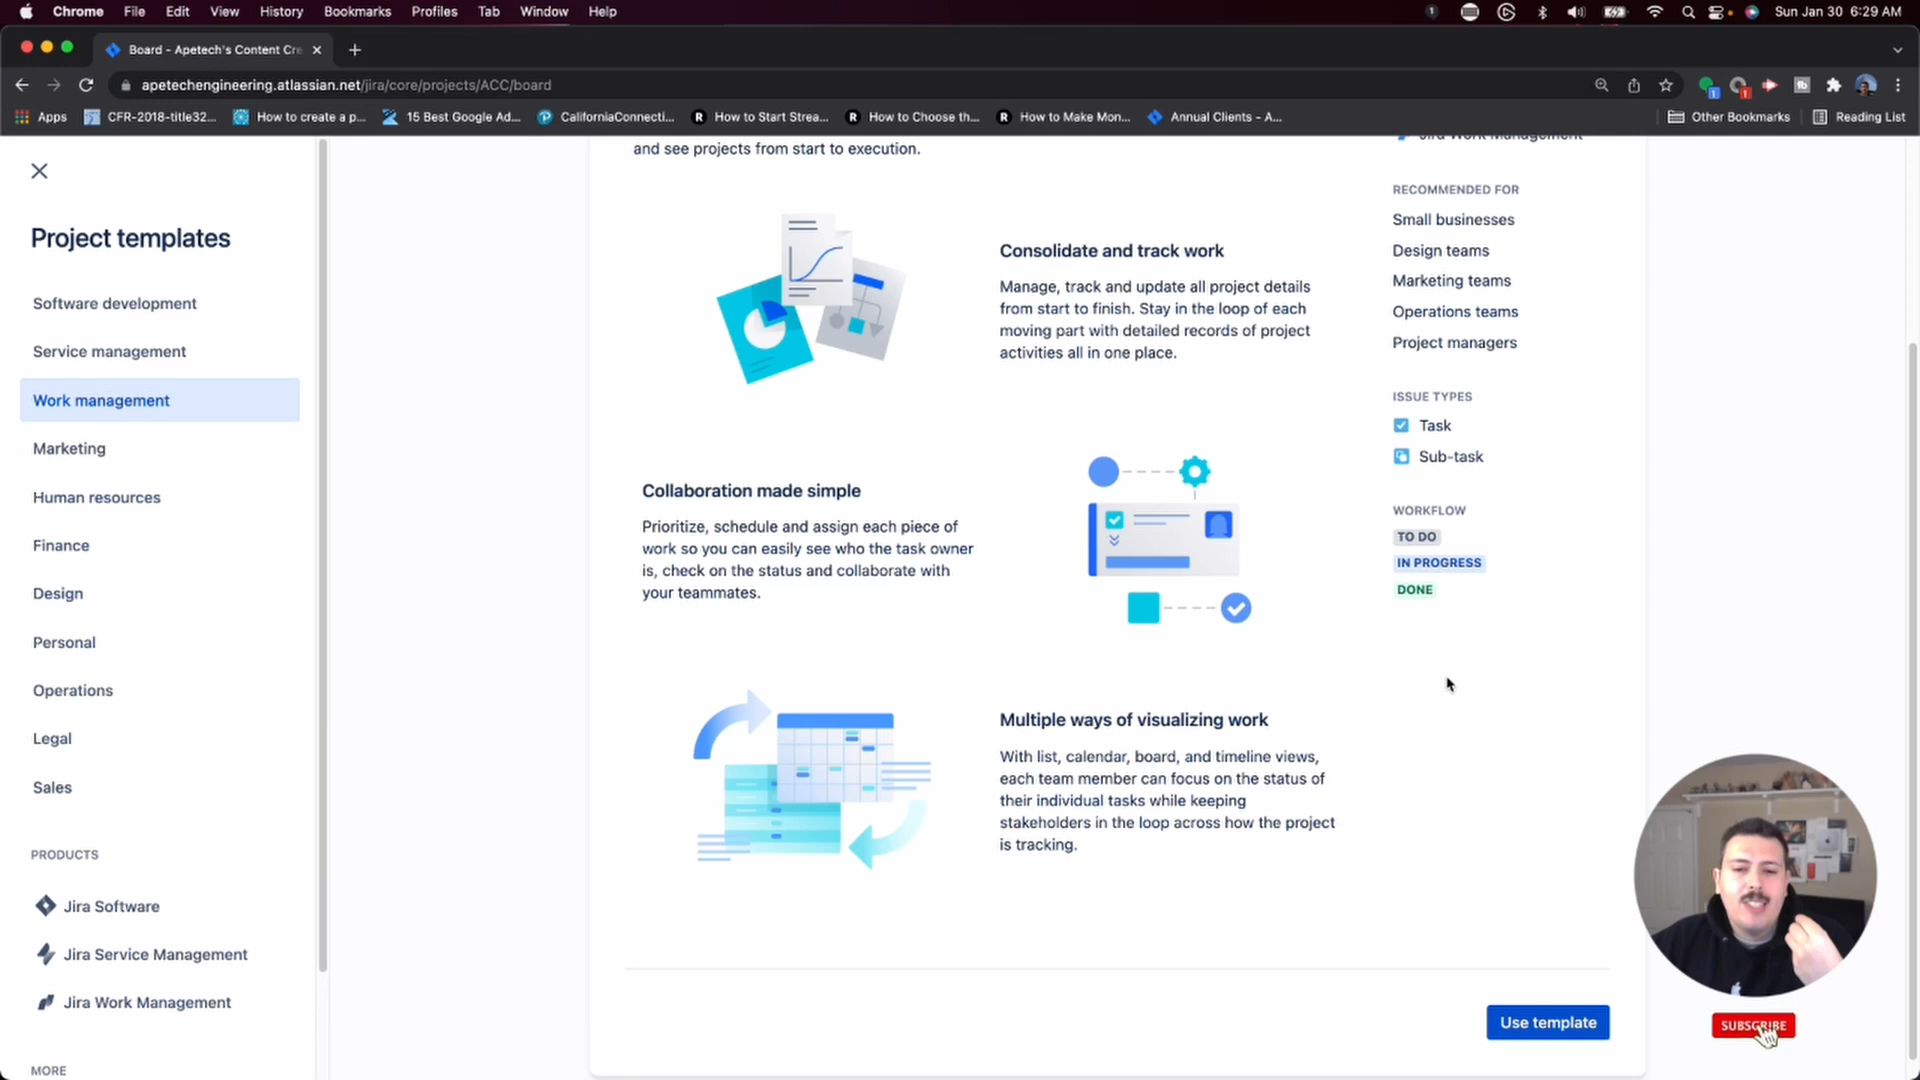 Chrome File Edit View History Bookmarks Profiles Tab Window Help
Sun Jan 30 6:29 AM
Board - Apetech's Content Cre
apetechengineering.atlassian.net/jira/core/projects/ACC/board
Apps
CFR-2018-title32...
How to create a p...
15 Best Google Ad...
CaliforniaConnecti...
How to Start Strea...
How to Choose th...
How to Make Mon...
Annual Clients - A...
Other Bookmarks
Reading List
Project templates
Software development
Service management
Work management
Marketing
Human resources
Finance
Design
Personal
Operations
Legal
Sales
PRODUCTS
Jira Software
Jira Service Management
Jira Work Management
MORE
and see projects from start to execution.
Consolidate and track work
Manage, track and update all project details
from start to finish. Stay in the loop of each
moving part with detailed records of project
activities all in one place.
Collaboration made simple
Prioritize, schedule and assign each piece of
work so you can easily see who the task owner
is, check on the status and collaborate with
your teammates.
Multiple ways of visualizing work
With list, calendar, board, and timeline views,
each team member can focus on the status of
their individual tasks while keeping
stakeholders in the loop across how the project
is tracking.
Jira Work Management
RECOMMENDED FOR
Small businesses
Design teams
Marketing teams
Operations teams
Project managers
ISSUE TYPES
Task
Sub-task
WORKFLOW
TO DO
IN PROGRESS
DONE
Use template
SUBSCRIBE